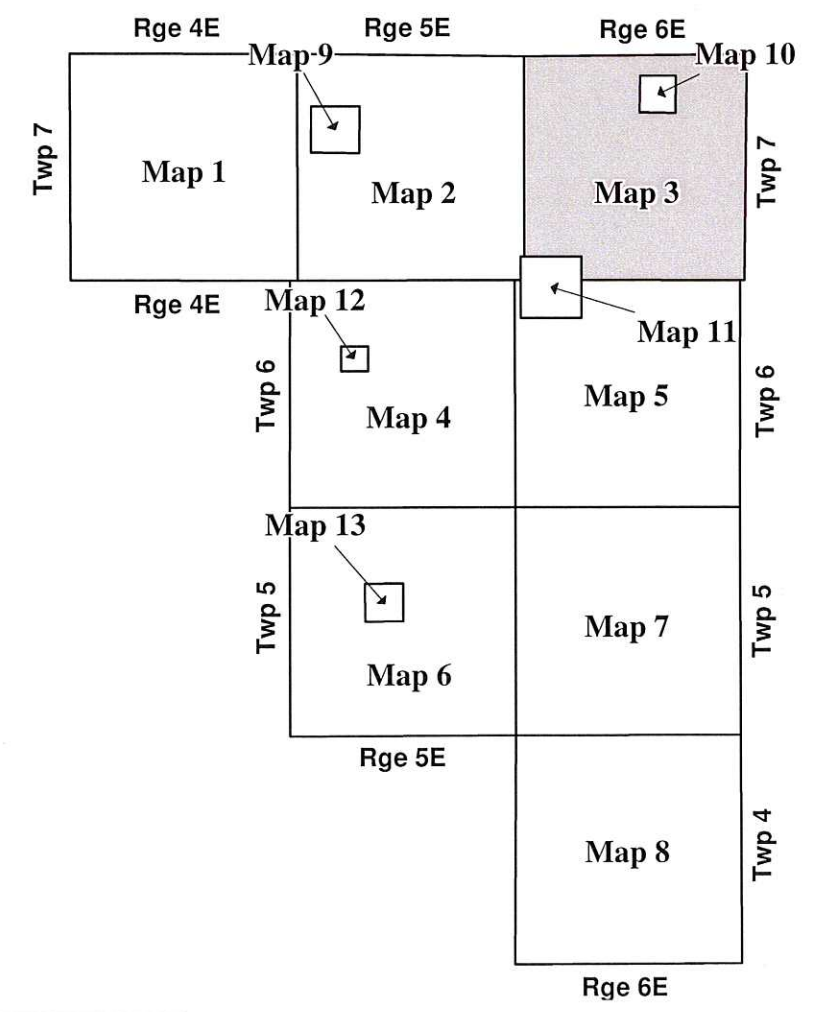 Rge 4E
Rge 5E
Rge 6E
Map 9
Map 10
Twp 7
Map 1
Map 2
Map 3
Twp 7
Rge 4E
Map 12
Map 11
Twp 6
Map 4
Map 5
Twp 6
Map 13
Twp 5
Map 6
Map 7
Twp 5
Rge 5E
Map 8
Twp 4
Rge 6E